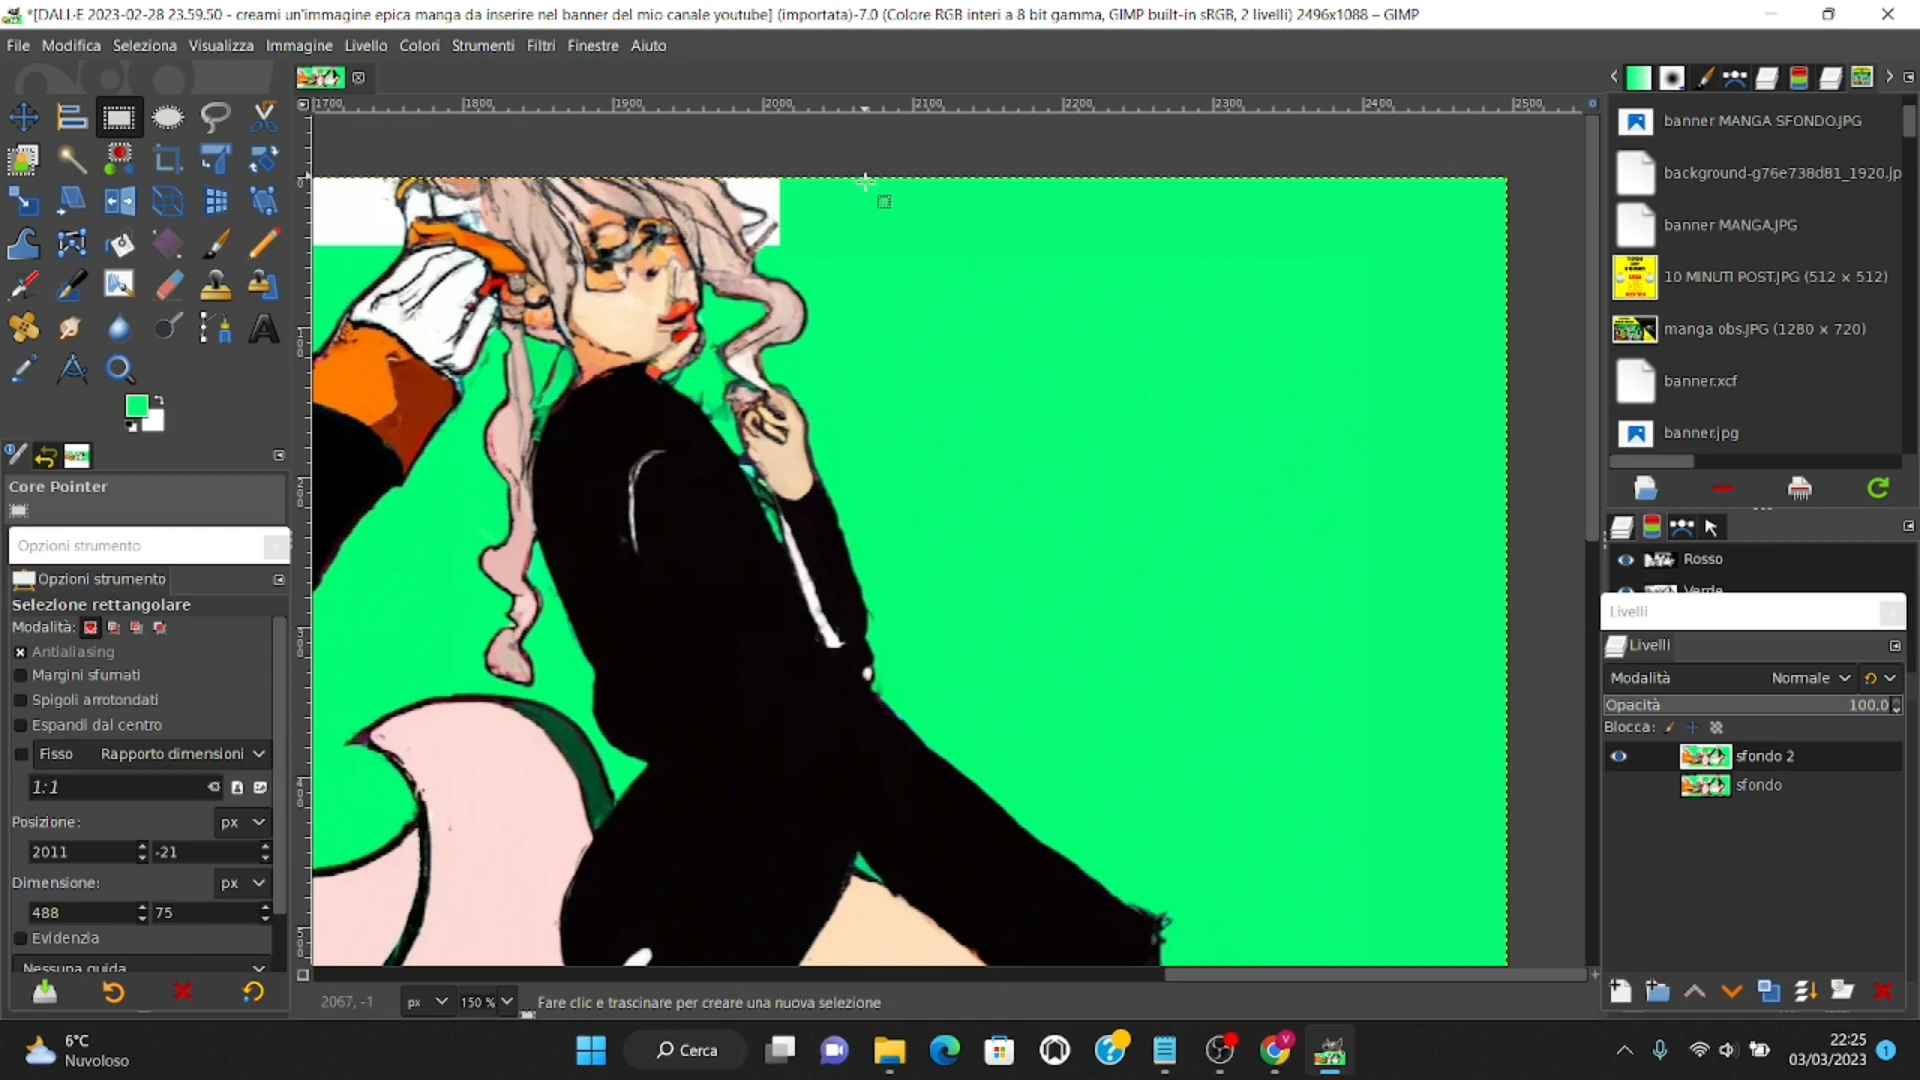 *[DALL·E 2023-02-28 23.59.50 - creami un'immagine epica manga da inserire nel banner del mio canale youtube] (importata)-7.0 (Colore RGB interi a 8 bit gamma, GIMP built-in sRGB, 2 livelli) 2496x1088 – GIMP
File Modifica Seleziona Visualizza Immagine Livello Colori Strumenti Filtri Finestre Aiuto
1700 1800 1900 2000 2100 2200 2300 2400 2500
banner MANGA SFONDO.JPG
background-g76e738d81_1920.jp
banner MANGA.JPG
10 MINUTI POST.JPG (512 × 512)
manga obs.JPG (1280 × 720)
banner.xcf
banner.jpg
Core Pointer
Opzioni strumento
Opzioni strumento
Selezione rettangolare
Modalità:
Antialiasing
Margini sfumati
Spigoli arrotondati
Espandi dal centro
Fisso Rapporto dimensioni
1:1
Posizione: px
2011 -21
Dimensione: px
488 75
Evidenzia
Nessuna guida
Rosso
Verde
Livelli
Livelli
Modalità Normale
Opacità 100.0
Blocca:
sfondo 2
sfondo
2067, -1 px 150 % Fare clic e trascinare per creare una nuova selezione
6°C
Nuvoloso
Cerca
22:25
03/03/2023 1